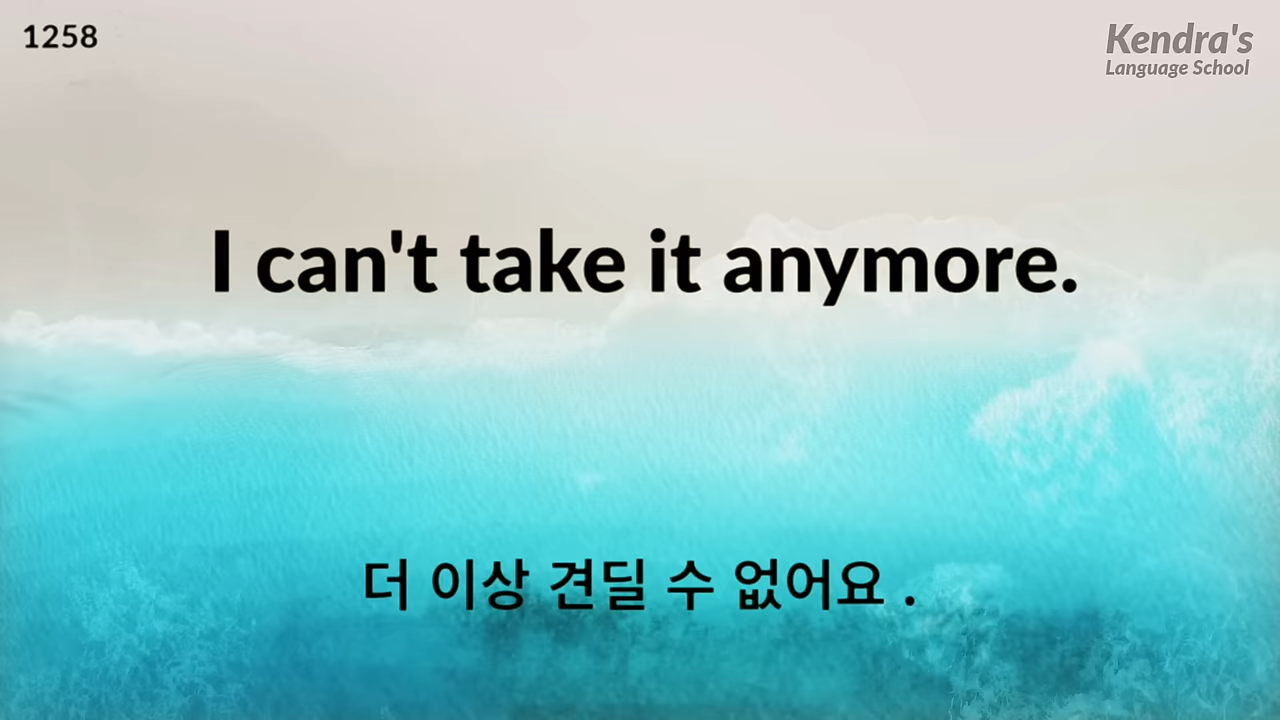 1258
Kendra's
Language School
I can't take it anymore.
더 이상 견딜 수 없어요 .